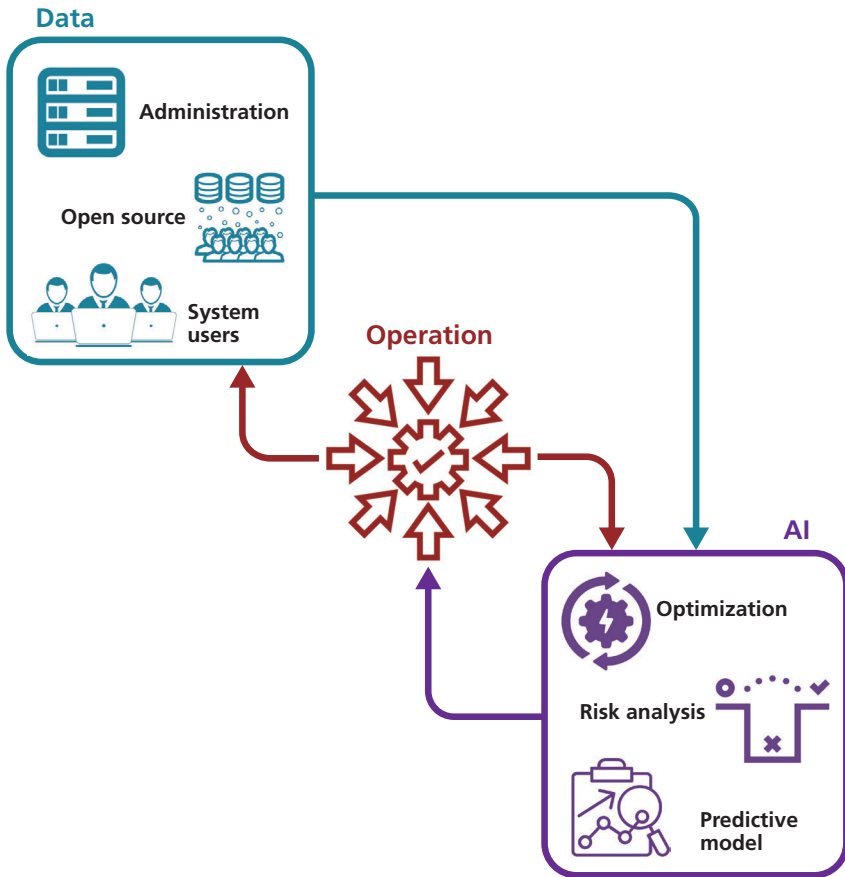 Data
Administration
Open source
System
users
Operation
AI
Optimization
Risk analysis
Predictive
model